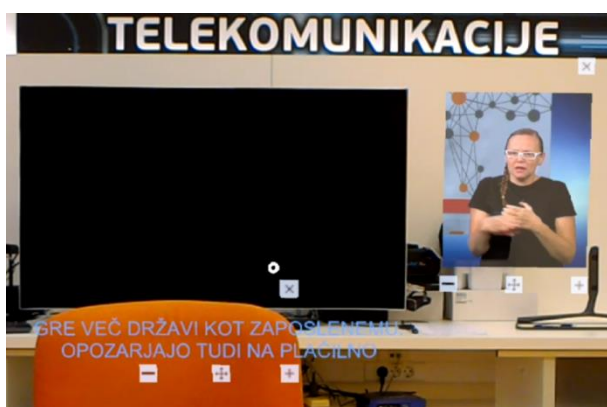 TELEKOMUNIKACIJE
GRE VEČ DRŽAVI KOT ZAPOSLENEMU.
OPOZARJAJO TUDI NA PLAČILNO